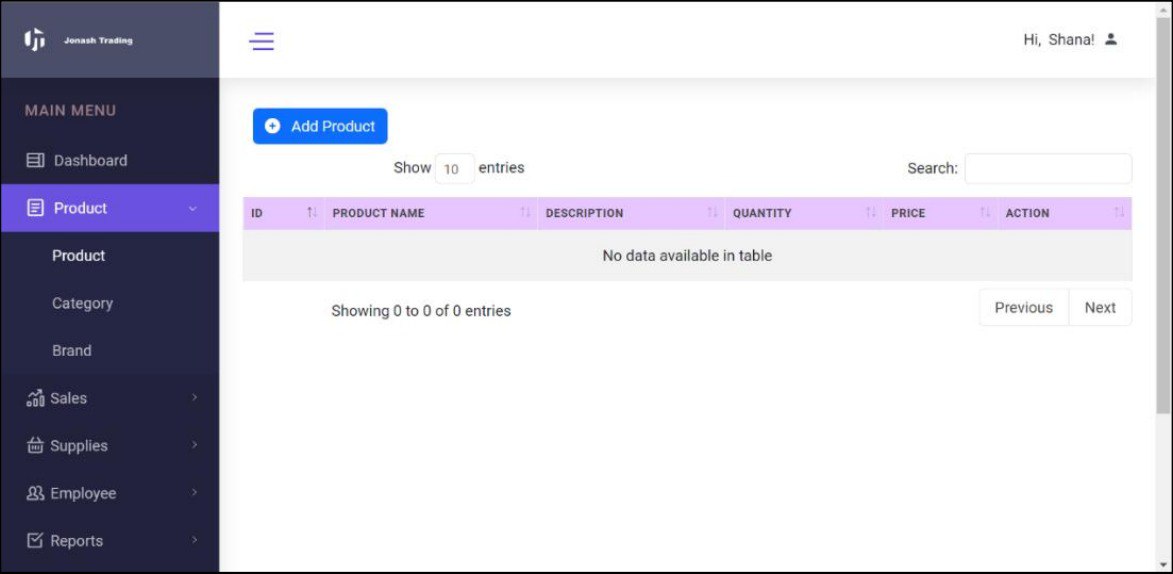 Jonash Trading
Hi, Shana!
MAIN MENU
Dashboard
Product
Product
Category
Brand
Sales
Supplies
Employee
Reports
Add Product
Show 10 entries
Search:
ID PRODUCT NAME DESCRIPTION QUANTITY PRICE ACTION
No data available in table
Showing 0 to 0 of 0 entries
Previous Next